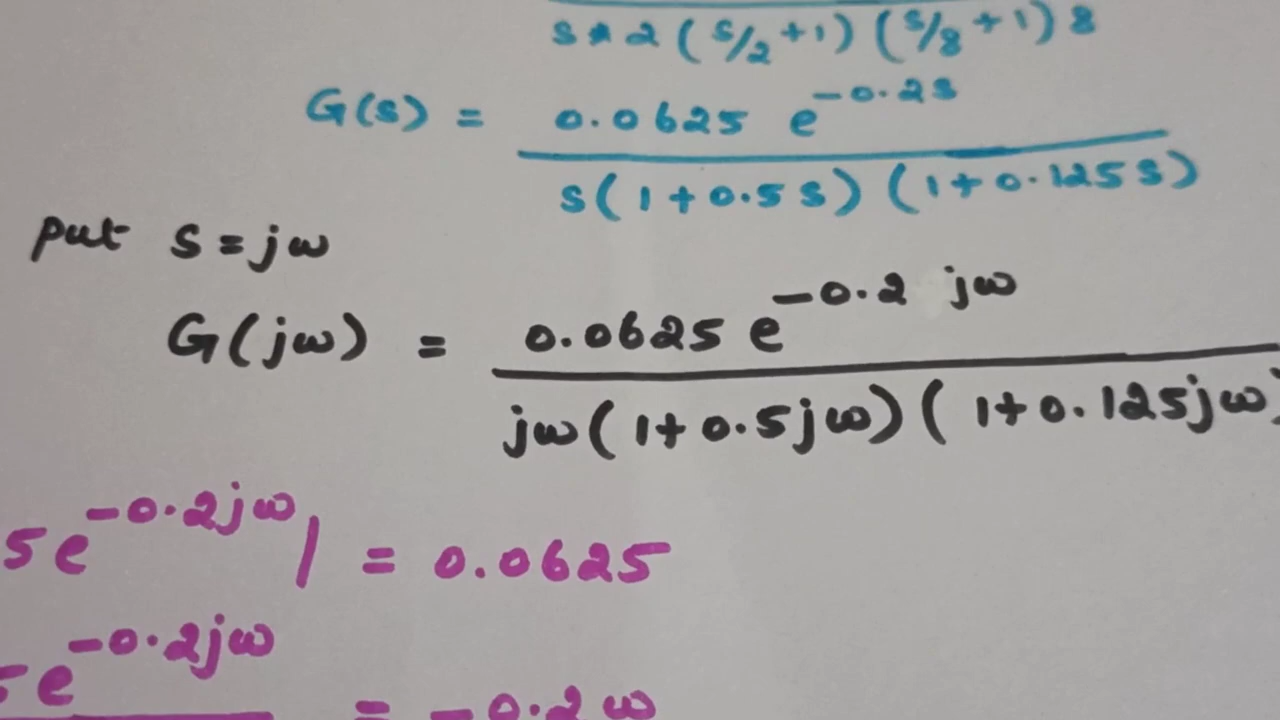 s*2(s/2+1)(s/8+1)8
G(s) = 0.0625 e^-0.2s
s(1+0.5s)(1+0.125s)
put s=jω
G(jω) = 0.0625 e^-0.2 jω
jω(1+0.5jω)(1+0.125jω)
5e^-0.2jω| = 0.0625
5e^-0.2jω = -0.2ω